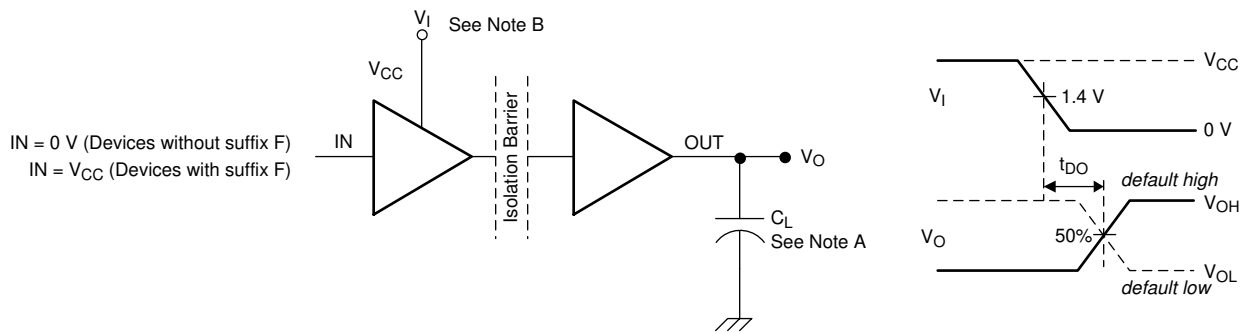 V_I See Note B
V_CC
IN = 0 V (Devices without suffix F)
IN = V_CC (Devices with suffix F)
IN
Isolation Barrier
OUT
V_O
C_L
See Note A
V_I
V_CC
1.4 V
0 V
t_DO
default high
V_OH
V_O
50%
V_OL
default low